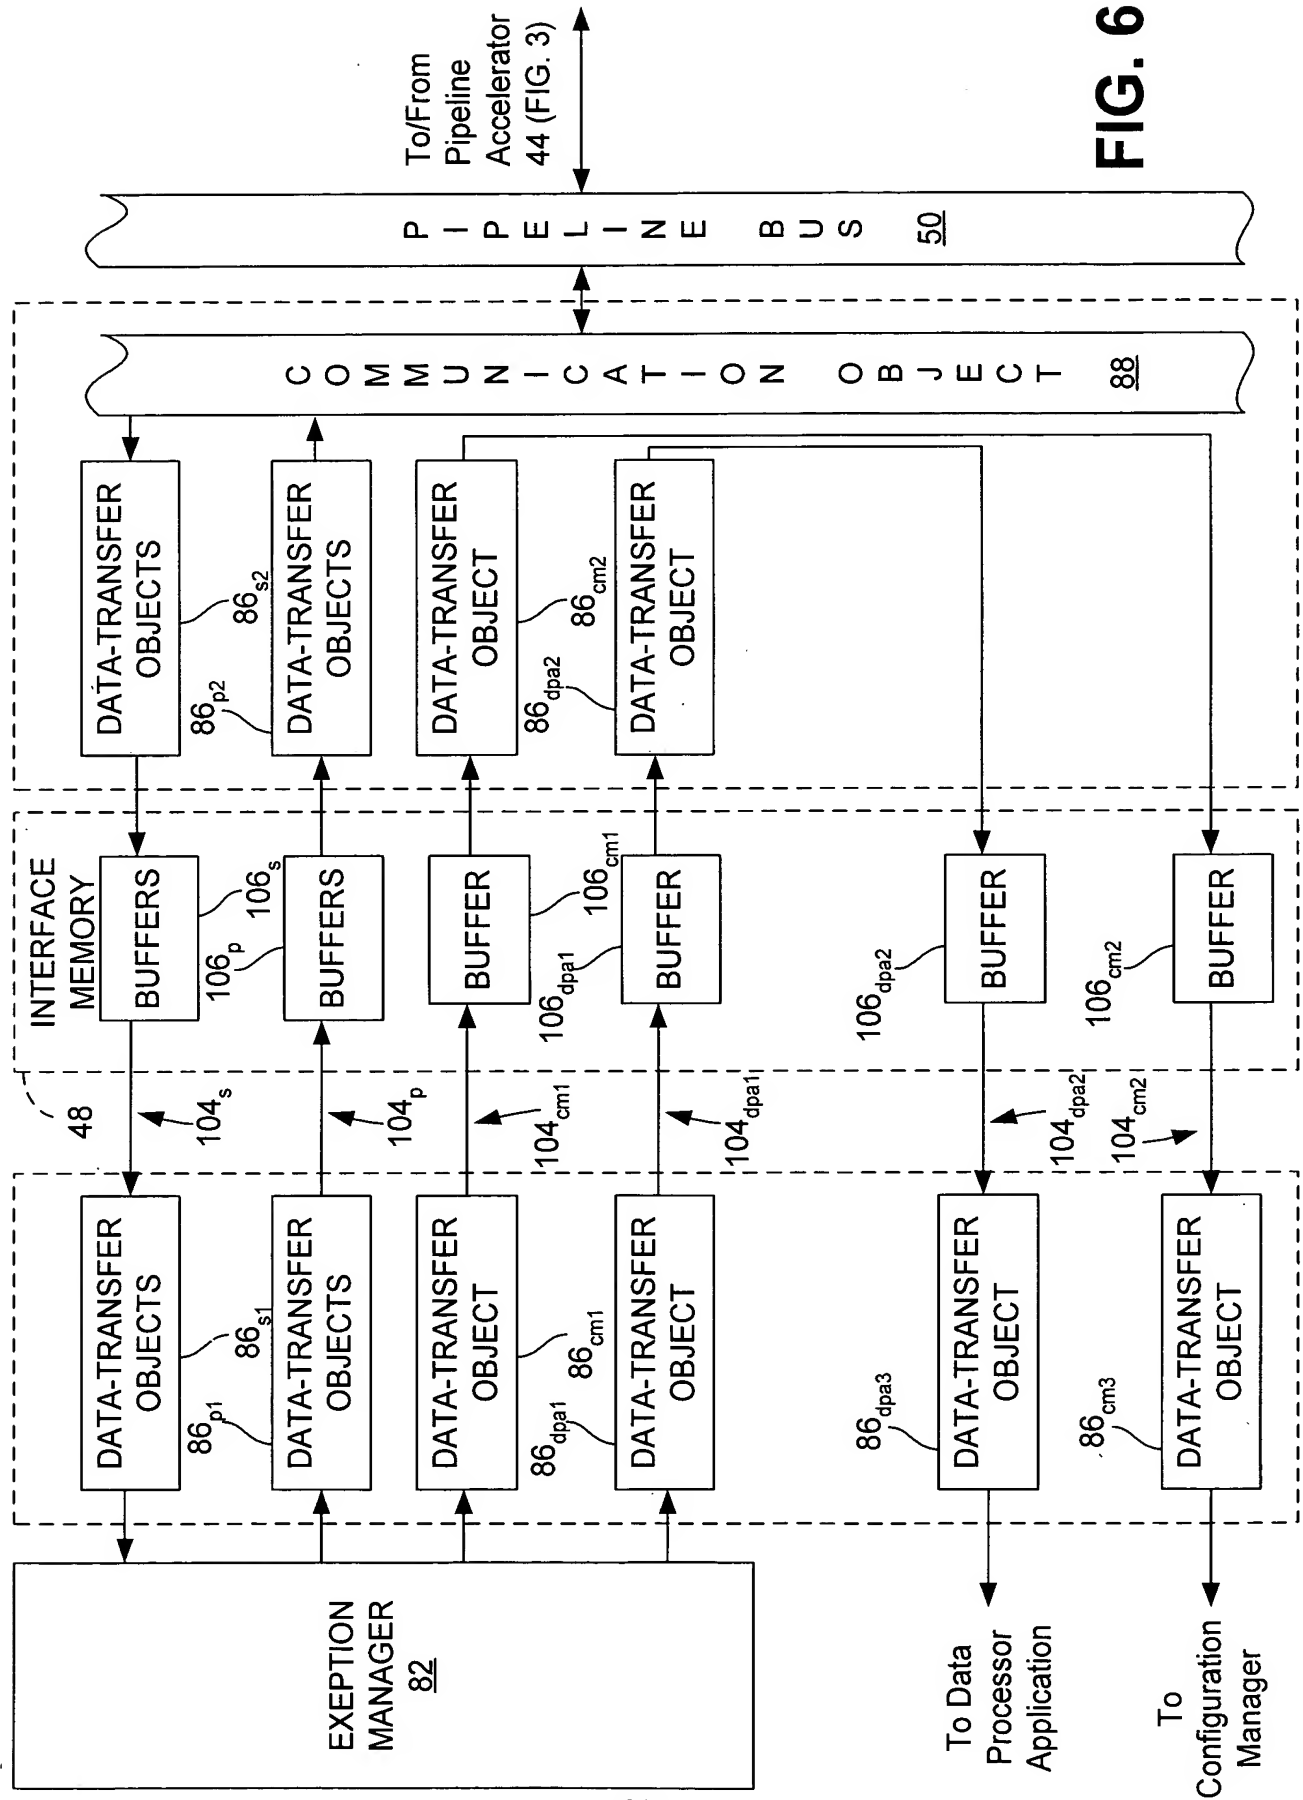 EXEPTION
MANAGER
82
To Data
Processor
Application
To
Configuration
Manager
DATA-TRANSFER
OBJECTS
86s1
86p1
DATA-TRANSFER
OBJECTS
DATA-TRANSFER
OBJECT
86cm1
86dpa1
DATA-TRANSFER
OBJECT
86dpa3
DATA-TRANSFER
OBJECT
86cm3
DATA-TRANSFER
OBJECT
48
104s
104p
104cm1
104dpa1
104dpa2
104cm2
INTERFACE
MEMORY
BUFFERS
106s
106p
BUFFERS
BUFFER
106cm1
106dpa1
BUFFER
106dpa2
BUFFER
106cm2
BUFFER
DATA-TRANSFER
OBJECTS
86s2
86p2
DATA-TRANSFER
OBJECTS
DATA-TRANSFER
OBJECT
86cm2
86dpa2
DATA-TRANSFER
OBJECT
COMMUNICATION OBJECT
88
PIPELINE BUS
50
To/From
Pipeline
Accelerator
44 (FIG. 3)
FIG. 6